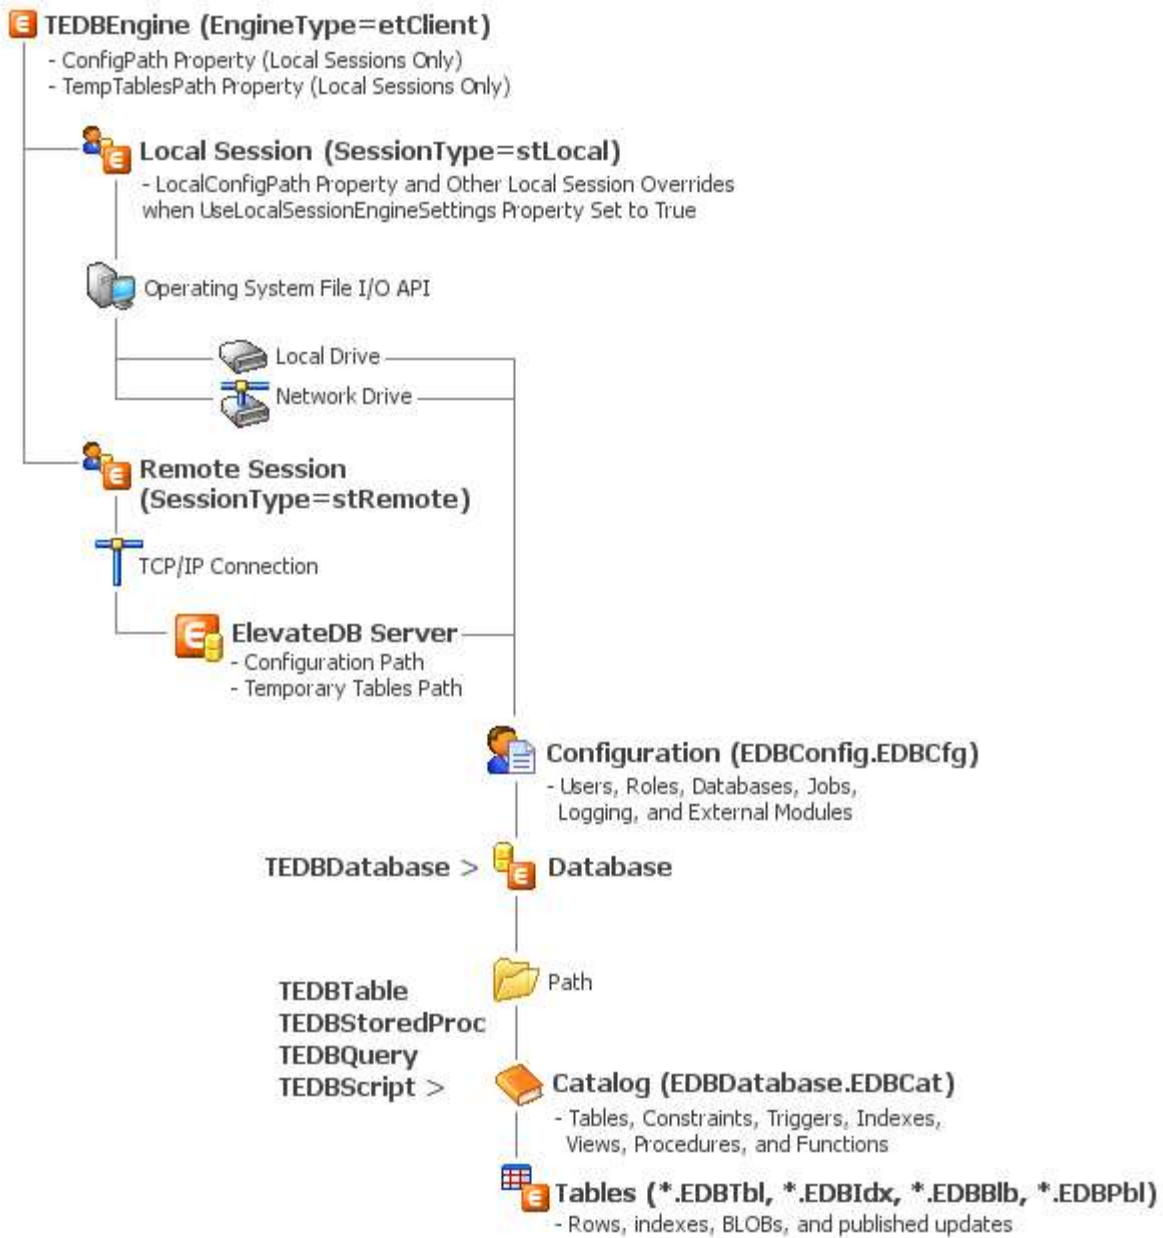 TEDBEngine (EngineType=etClient)
- ConfigPath Property (Local Sessions Only)
- TempTablesPath Property (Local Sessions Only)
Local Session (SessionType=stLocal)
- LocalConfigPath Property and Other Local Session Overrides
when UseLocalSessionEngineSettings Property Set to True
Operating System File I/O API
Local Drive
Network Drive
Remote Session
(SessionType=stRemote)
TCP/IP Connection
ElevateDB Server
- Configuration Path
- Temporary Tables Path
Configuration (EDBConfig.EDBCfg)
- Users, Roles, Databases, Jobs,
Logging, and External Modules
TEDBDatabase > Database
Path
TEDBTable
TEDBStoredProc
TEDBQuery
TEDBScript >
Catalog (EDBDatabase.EDBCat)
- Tables, Constraints, Triggers, Indexes,
Views, Procedures, and Functions
Tables (*.EDBTbl, *.EDBIdx, *.EDBBlb, *.EDBPbl)
- Rows, indexes, BLOBs, and published updates